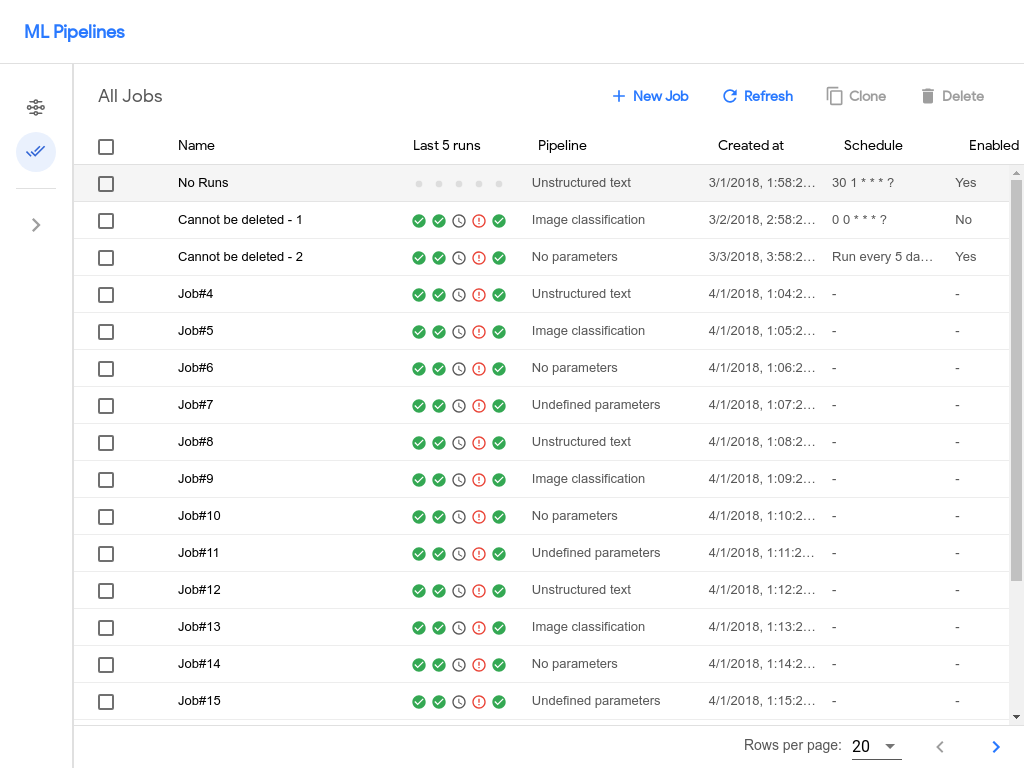 ML Pipelines
All Jobs
New Job
Refresh
Clone
Delete
Name Last 5 runs Pipeline Created at Schedule Enabled
No Runs Unstructured text 3/1/2018, 1:58:2... 30 1 * * * ? Yes
Cannot be deleted - 1 Image classification 3/2/2018, 2:58:2... 0 0 * * * ? No
Cannot be deleted - 2 No parameters 3/3/2018, 3:58:2... Run every 5 da... Yes
Job#4 Unstructured text 4/1/2018, 1:04:2... - -
Job#5 Image classification 4/1/2018, 1:05:2... - -
Job#6 No parameters 4/1/2018, 1:06:2... - -
Job#7 Undefined parameters 4/1/2018, 1:07:2... - -
Job#8 Unstructured text 4/1/2018, 1:08:2... - -
Job#9 Image classification 4/1/2018, 1:09:2... - -
Job#10 No parameters 4/1/2018, 1:10:2... - -
Job#11 Undefined parameters 4/1/2018, 1:11:2... - -
Job#12 Unstructured text 4/1/2018, 1:12:2... - -
Job#13 Image classification 4/1/2018, 1:13:2... - -
Job#14 No parameters 4/1/2018, 1:14:2... - -
Job#15 Undefined parameters 4/1/2018, 1:15:2... - -
Rows per page: 20